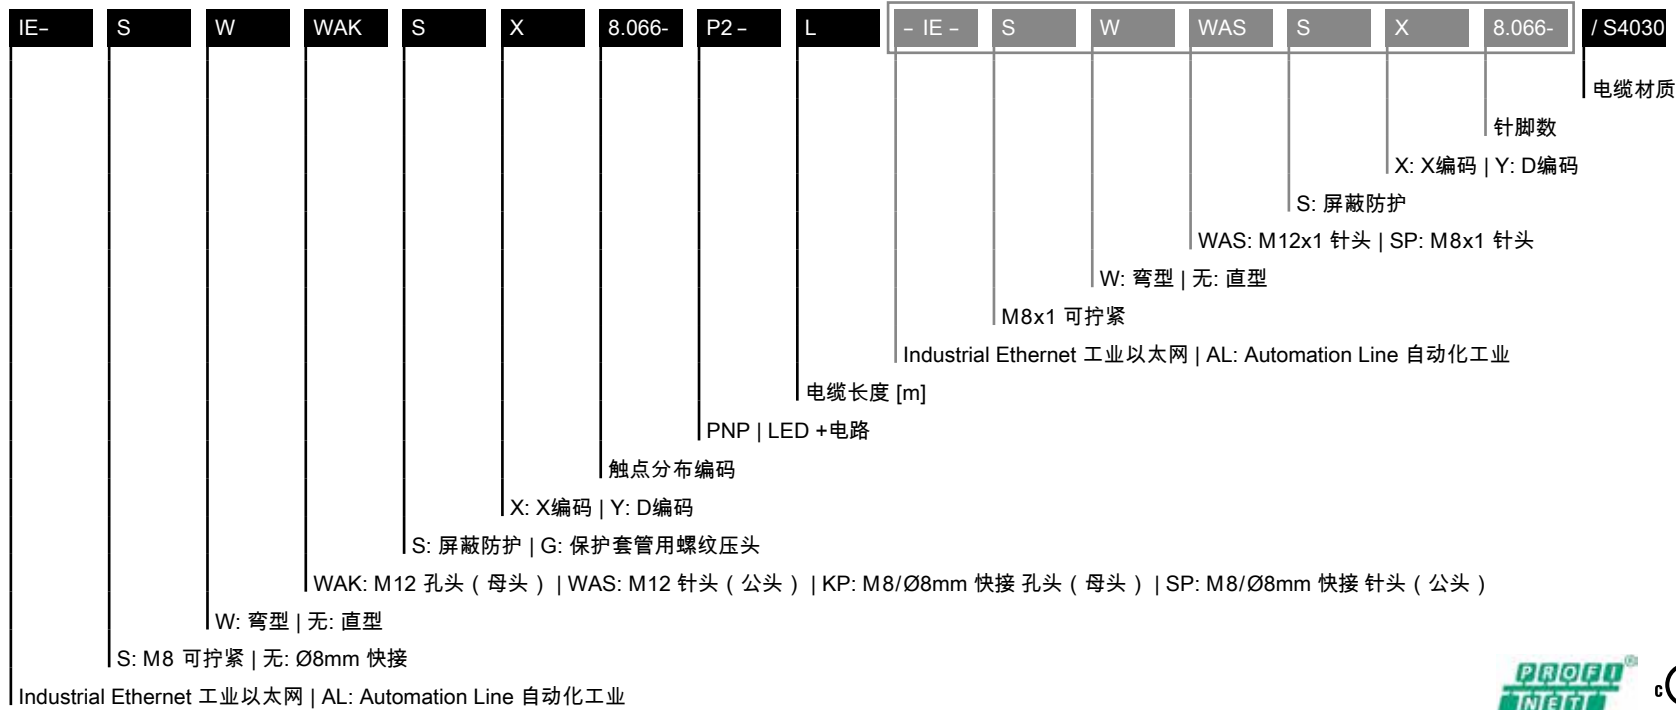 IE– S W WAK S X 8.066- P2 – L – IE – S W WAS S X 8.066- / S4030
电缆材质
针脚数
X: X编码 | Y: D编码
S: 屏蔽防护
WAS: M12x1 针头 | SP: M8x1 针头
W: 弯型 | 无: 直型
M8x1 可拧紧
Industrial Ethernet 工业以太网 | AL: Automation Line 自动化工业
电缆长度 [m]
PNP | LED +电路
触点分布编码
X: X编码 | Y: D编码
S: 屏蔽防护 | G: 保护套管用螺纹压头
WAK: M12 孔头（母头）| WAS: M12 针头（公头）| KP: M8/Ø8mm 快接 孔头（母头）| SP: M8/Ø8mm 快接 针头（公头）
W: 弯型 | 无: 直型
S: M8 可拧紧 | 无: Ø8mm 快接
Industrial Ethernet 工业以太网 | AL: Automation Line 自动化工业
PROFI®
NET
c